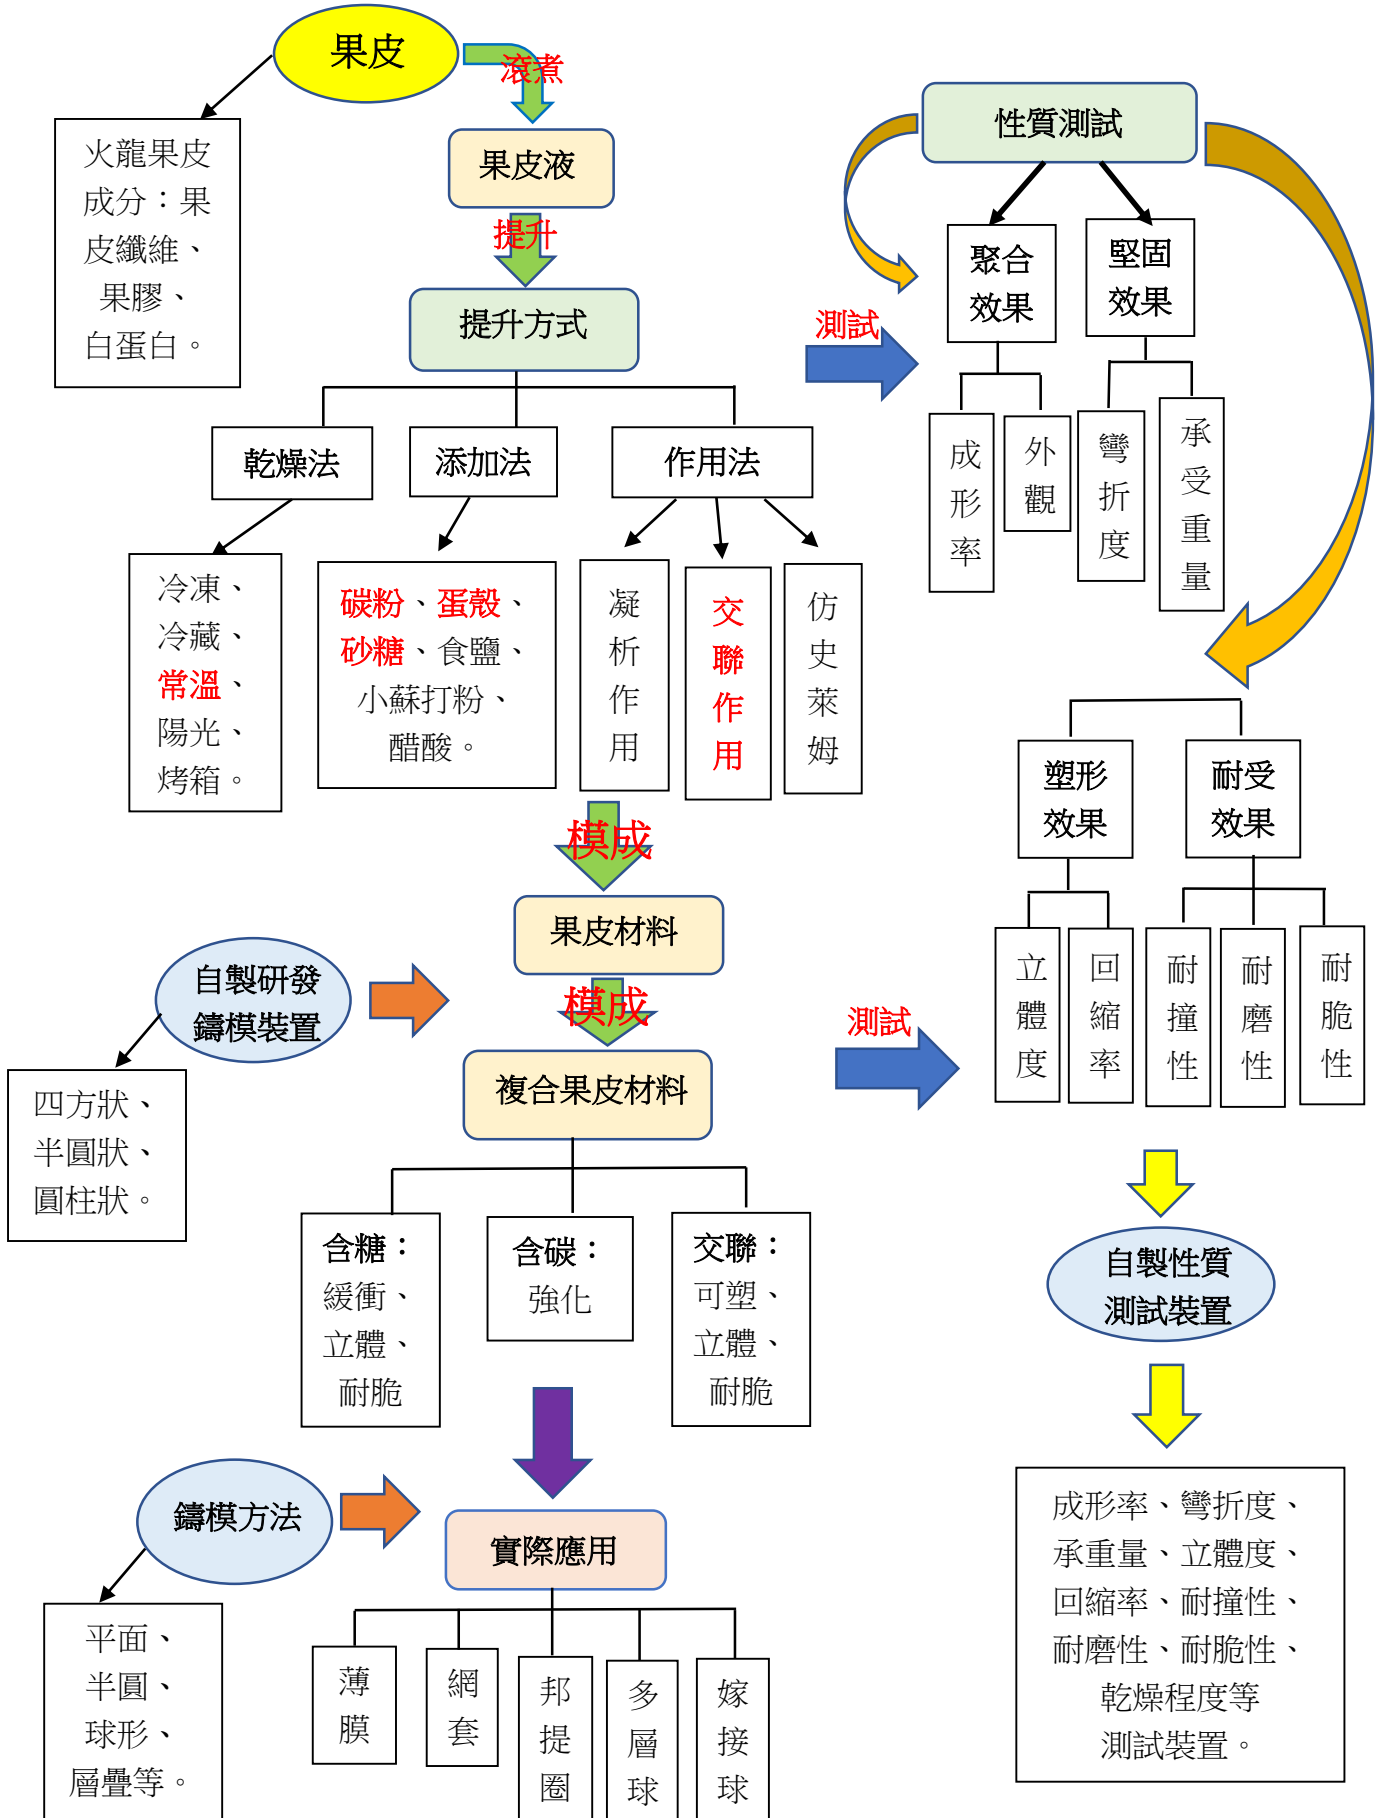 果皮
滾煮
火龍果皮
成分：果
皮纖維、
果膠、
白蛋白。
果皮液
提升
提升方式
乾燥法
添加法
作用法
冷凍、
冷藏、
常溫、
陽光、
烤箱。
碳粉、蛋殼、
砂糖、食鹽、
小蘇打粉、
醋酸。
凝析作用
交聯作用
仿史萊姆
測試
性質測試
聚合
效果
堅固
效果
成形率
外觀
彎折度
承受重量
塑形
效果
耐受
效果
立體度
回縮率
耐撞性
耐磨性
耐脆性
模成
果皮材料
模成
自製研發
鑄模裝置
四方狀、
半圓狀、
圓柱狀。
複合果皮材料
測試
含糖：
緩衝、
立體、
耐脆
含碳：
強化
交聯：
可塑、
立體、
耐脆
自製性質
測試裝置
成形率、彎折度、
承重量、立體度、
回縮率、耐撞性、
耐磨性、耐脆性、
乾燥程度等
測試裝置。
鑄模方法
平面、
半圓、
球形、
層疊等。
實際應用
薄膜
網套
邦提圈
多層球
嫁接球